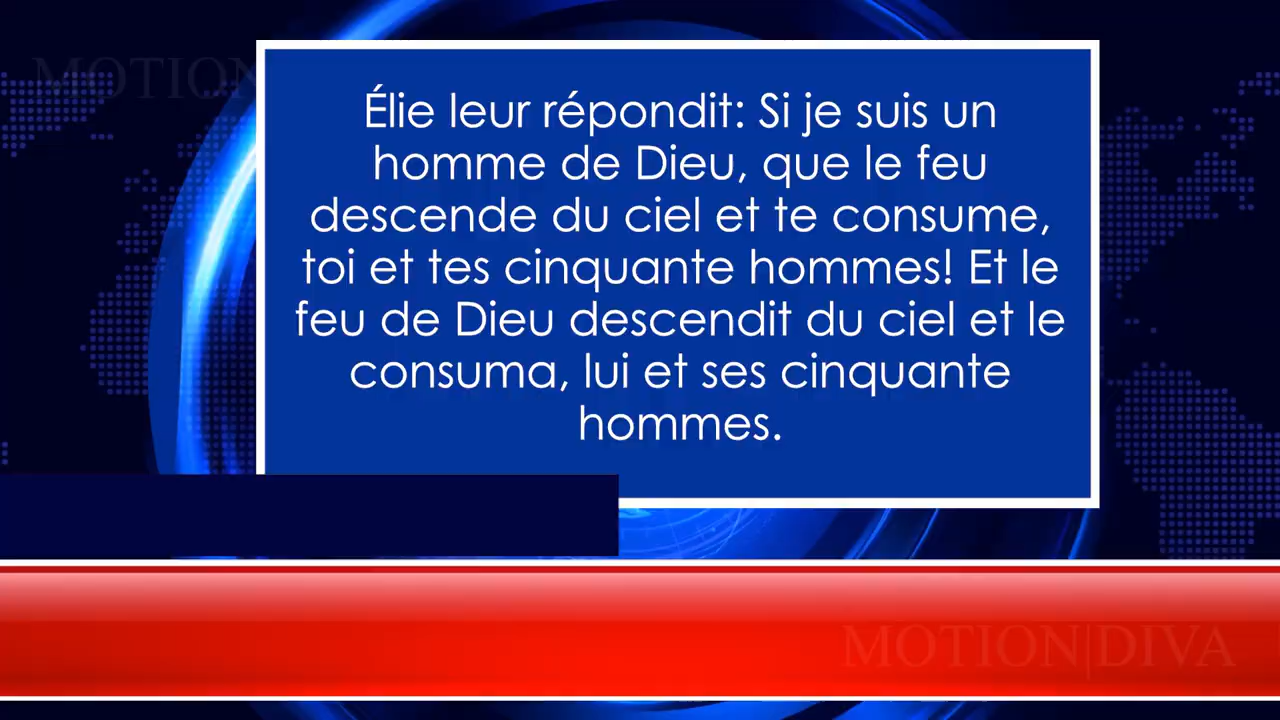 MOTION
Élie leur répondit: Si je suis un
homme de Dieu, que le feu
descende du ciel et te consume,
toi et tes cinquante hommes! Et le
feu de Dieu descendit du ciel et le
consuma, lui et ses cinquante
hommes.
MOTION|DIVA